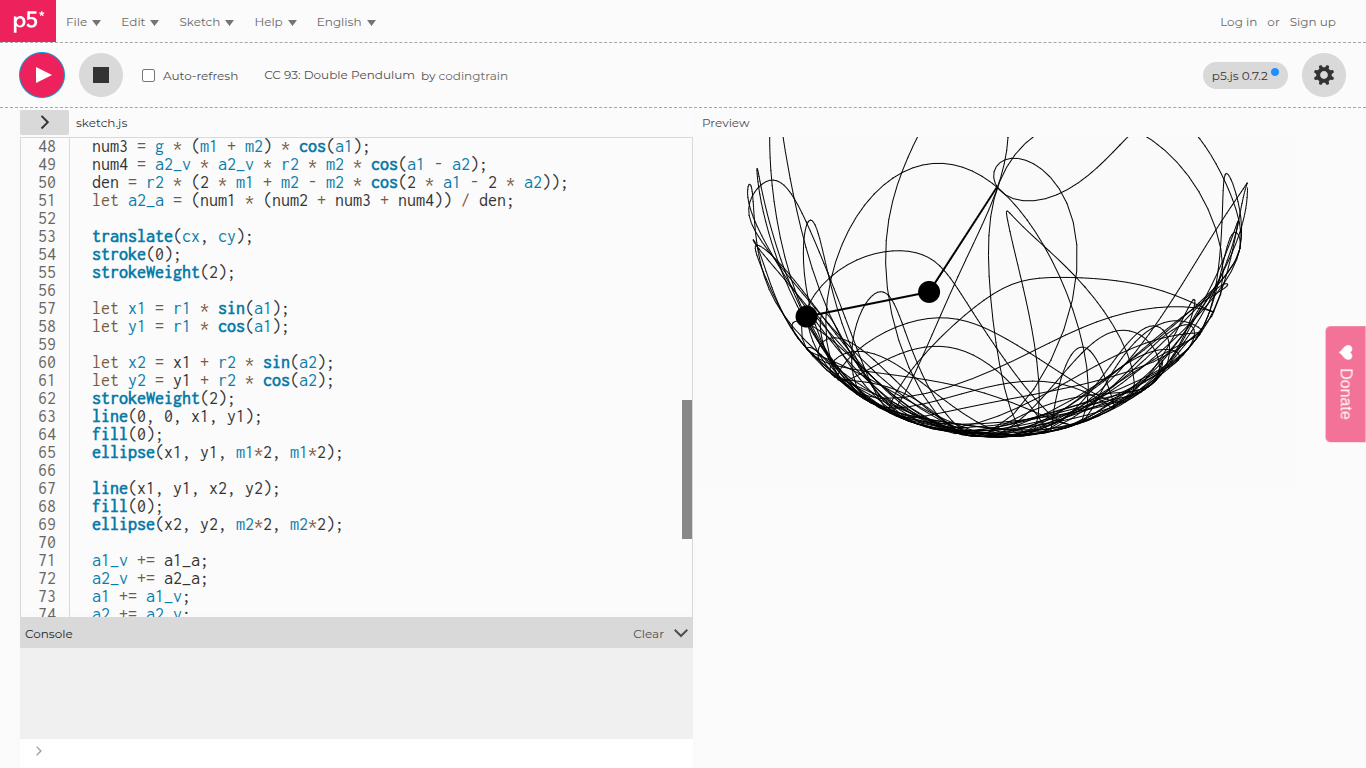 p5* File Edit Sketch Help English Log in or Sign up
Auto-refresh CC 93: Double Pendulum by codingtrain p5.js 0.7.2
sketch.js Preview
48 num3 = g * (m1 + m2) * cos(a1);
49 num4 = a2_v * a2_v * r2 * m2 * cos(a1 - a2);
50 den = r2 * (2 * m1 + m2 - m2 * cos(2 * a1 - 2 * a2));
51 let a2_a = (num1 * (num2 + num3 + num4)) / den;
52
53 translate(cx, cy);
54 stroke(0);
55 strokeWeight(2);
56
57 let x1 = r1 * sin(a1);
58 let y1 = r1 * cos(a1);
59
60 let x2 = x1 + r2 * sin(a2);
61 let y2 = y1 + r2 * cos(a2);
62 strokeWeight(2);
63 line(0, 0, x1, y1);
64 fill(0);
65 ellipse(x1, y1, m1*2, m1*2);
66
67 line(x1, y1, x2, y2);
68 fill(0);
69 ellipse(x2, y2, m2*2, m2*2);
70
71 a1_v += a1_a;
72 a2_v += a2_a;
73 a1 += a1_v;
74 a2 += a2_v;
Console Clear
Donate